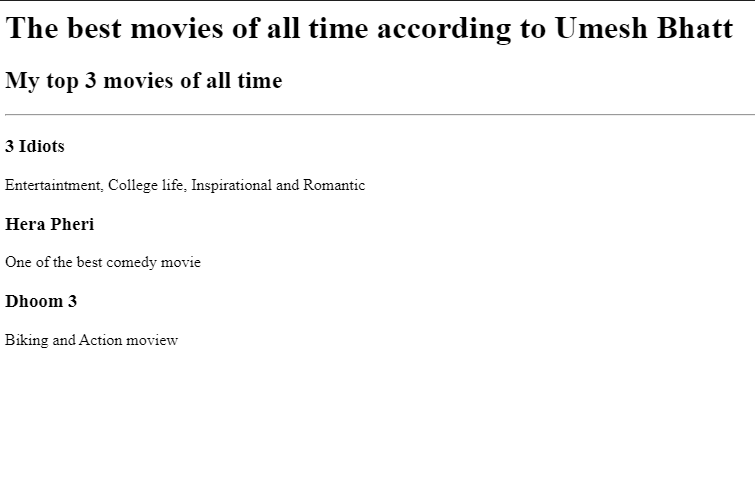 The best movies of all time according to Umesh Bhatt
My top 3 movies of all time
3 Idiots
Entertaintment, College life, Inspirational and Romantic
Hera Pheri
One of the best comedy movie
Dhoom 3
Biking and Action moview